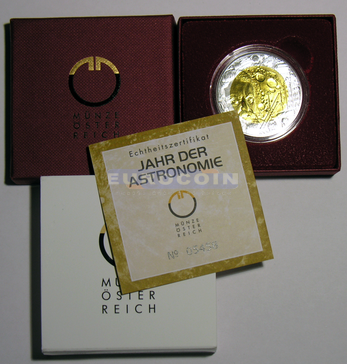 MÜNZE
ÖSTER
REICH
Echtheitszertifikat
JAHR DER
ASTRONOMIE
EUROCOIN
MÜNZE
ÖSTER
REICH
MÜNZE
ÖSTER
REICH